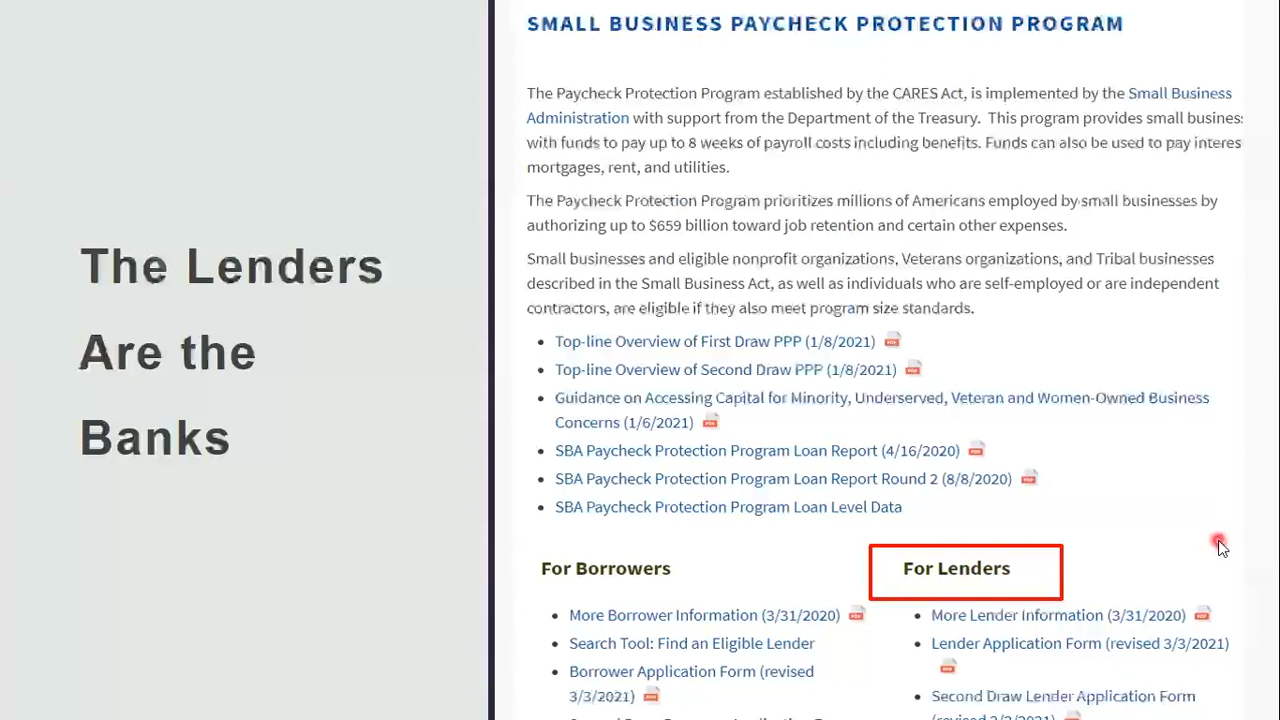 The Lenders
Are the
Banks
SMALL BUSINESS PAYCHECK PROTECTION PROGRAM
The Paycheck Protection Program established by the CARES Act, is implemented by the Small Business
Administration with support from the Department of the Treasury. This program provides small busines
with funds to pay up to 8 weeks of payroll costs including benefits. Funds can also be used to pay interes
mortgages, rent, and utilities.
The Paycheck Protection Program prioritizes millions of Americans employed by small businesses by
authorizing up to $659 billion toward job retention and certain other expenses.
Small businesses and eligible nonprofit organizations, Veterans organizations, and Tribal businesses
described in the Small Business Act, as well as individuals who are self-employed or are independent
contractors, are eligible if they also meet program size standards.
• Top-line Overview of First Draw PPP (1/8/2021)
• Top-line Overview of Second Draw PPP (1/8/2021)
• Guidance on Accessing Capital for Minority, Underserved, Veteran and Women-Owned Business
Concerns (1/6/2021)
• SBA Paycheck Protection Program Loan Report (4/16/2020)
• SBA Paycheck Protection Program Loan Report Round 2 (8/8/2020)
• SBA Paycheck Protection Program Loan Level Data
For Borrowers
• More Borrower Information (3/31/2020)
• Search Tool: Find an Eligible Lender
• Borrower Application Form (revised
3/3/2021)
For Lenders
• More Lender Information (3/31/2020)
• Lender Application Form (revised 3/3/2021)
• Second Draw Lender Application Form